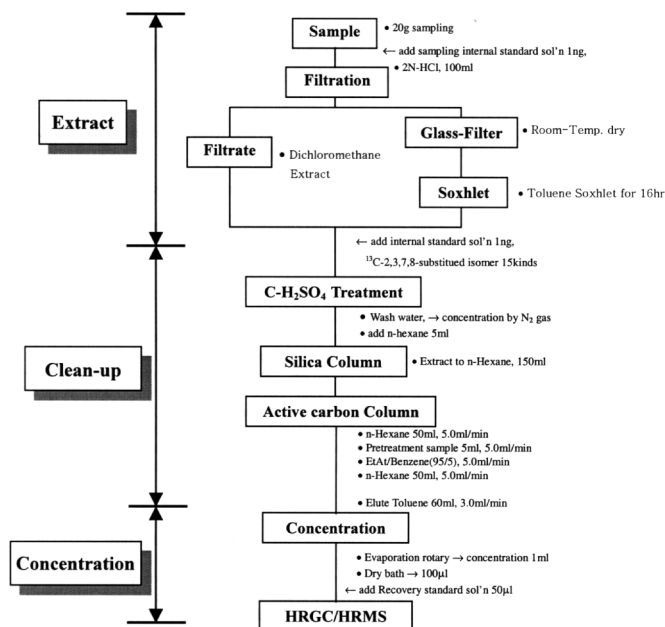 Sample
• 20g sampling
← add sampling internal standard sol'n 1ng,
• 2N-HCl, 100ml
Filtration
Extract
Filtrate
• Dichloromethane
Extract
Glass-Filter
• Room-Temp. dry
Soxhlet
• Toluene Soxhlet for 16hr
← add internal standard sol'n 1ng,
¹³C-2,3,7,8-substitued isomer 15kinds
C-H₂SO₄ Treatment
• Wash water, → concentration by N₂ gas
• add n-hexane 5ml
Clean-up
Silica Column
• Extract to n-Hexane, 150ml
Active carbon Column
• n-Hexane 50ml, 5.0ml/min
• Pretreatment sample 5ml, 5.0ml/min
• EtAt/Benzene(95/5), 5.0ml/min
• n-Hexane 50ml, 5.0ml/min
• Elute Toluene 60ml, 3.0ml/min
Concentration
Concentration
• Evaporation rotary → concentration 1ml
• Dry bath → 100µl
← add Recovery standard sol'n 50µl
HRGC/HRMS